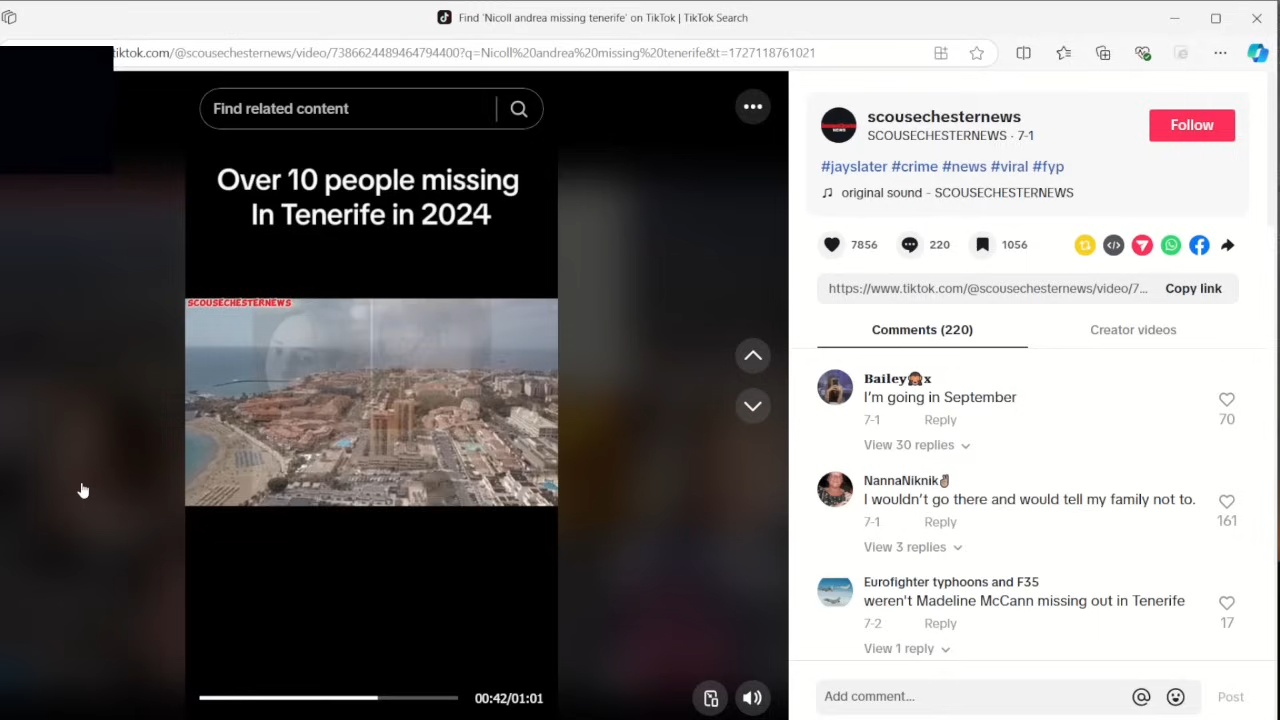 Find 'Nicoll andrea missing tenerife' on TikTok | TikTok Search
tiktok.com/@scousechesternews/video/7386624489464794400?q=Nicoll%20andrea%20missing%20tenerife&t=1727118761021
Find related content
Over 10 people missing
In Tenerife in 2024
SCOUSECHESTERNEWS
00:42/01:01
scousechesternews
SCOUSECHESTERNEWS · 7-1
Follow
#jayslater #crime #news #viral #fyp
original sound - SCOUSECHESTERNEWS
7856
220
1056
https://www.tiktok.com/@scousechesternews/video/7...
Copy link
Comments (220)
Creator videos
Bailey🙈x
I'm going in September
70
7-1
Reply
View 30 replies
NannaNiknik✌🏽
I wouldn't go there and would tell my family not to.
161
7-1
Reply
View 3 replies
Eurofighter typhoons and F35
weren't Madeline McCann missing out in Tenerife
17
7-2
Reply
View 1 reply
Add comment...
Post